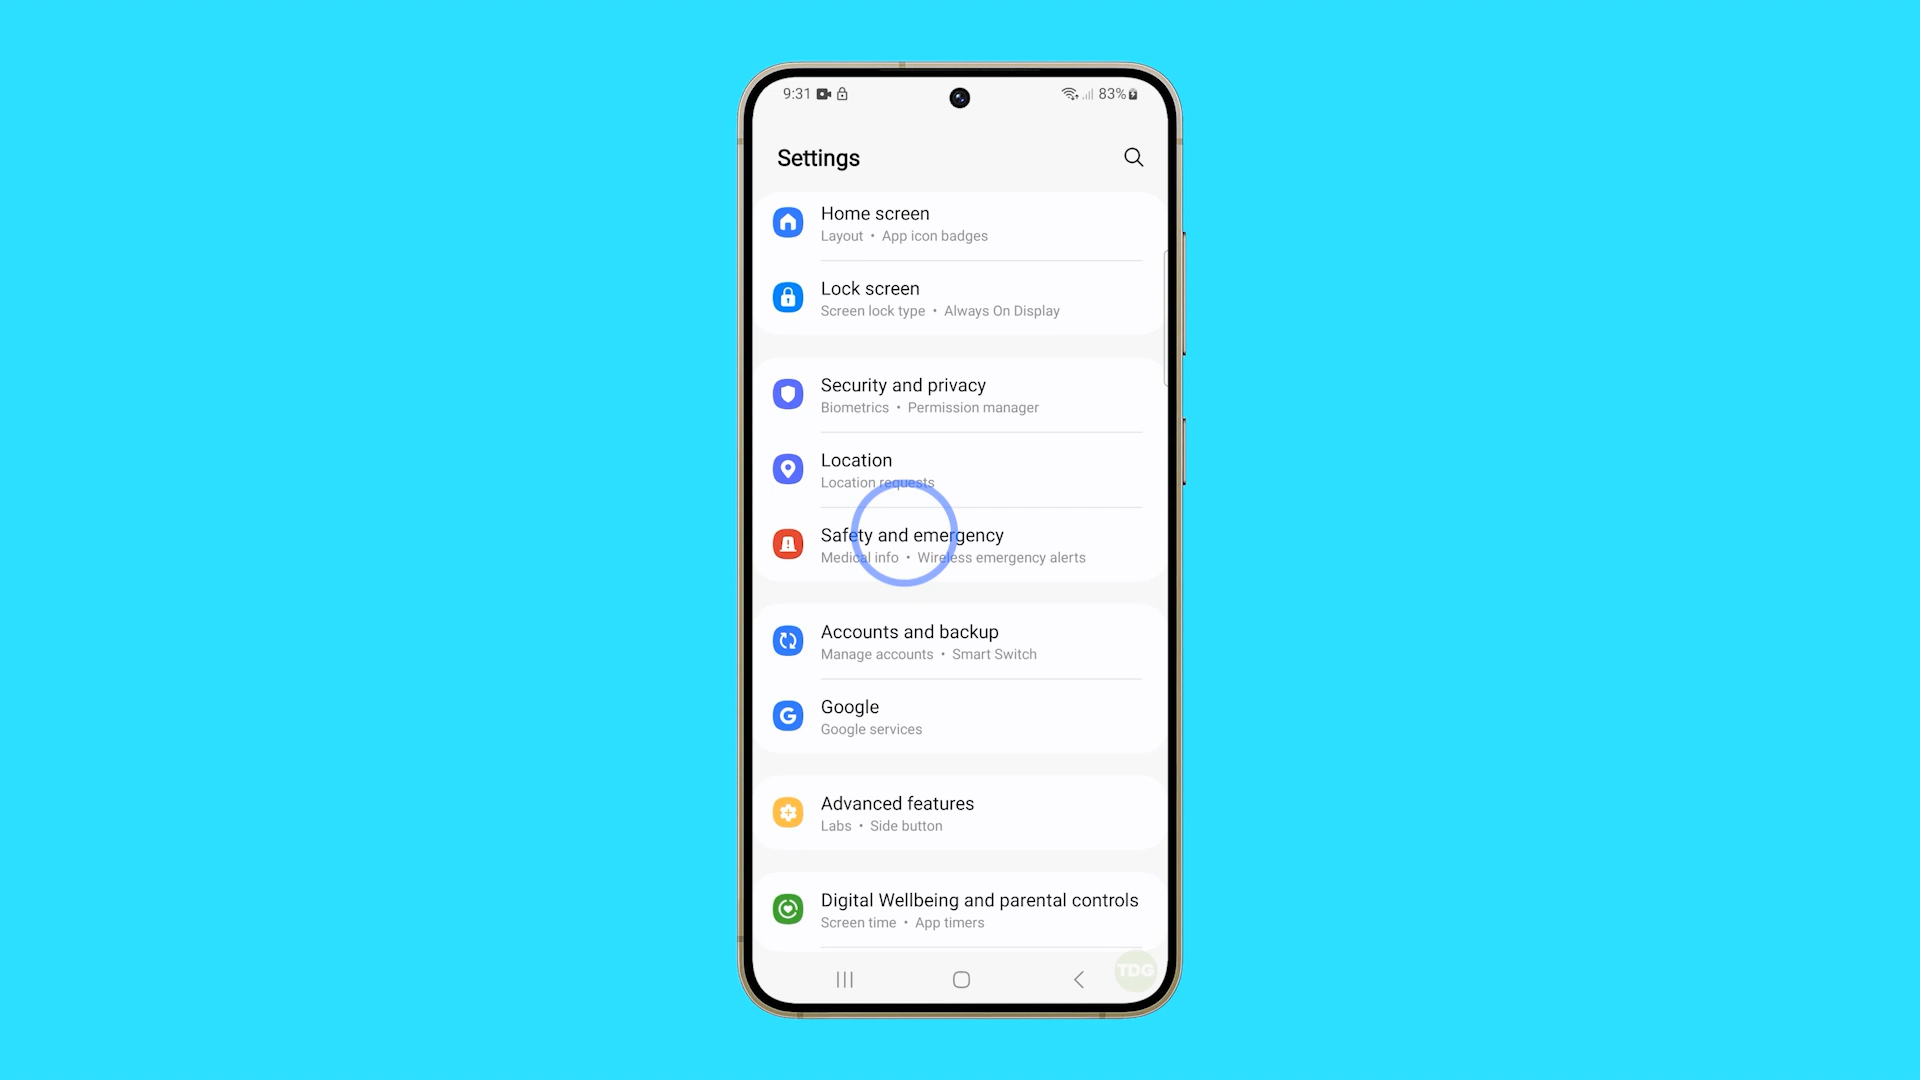 9:31
83%
Settings
Home screen
Layout • App icon badges
Lock screen
Screen lock type • Always On Display
Security and privacy
Biometrics • Permission manager
Location
Location requests
Safety and emergency
Medical info • Wireless emergency alerts
Accounts and backup
Manage accounts • Smart Switch
Google
Google services
Advanced features
Labs • Side button
Digital Wellbeing and parental controls
Screen time • App timers
TDG